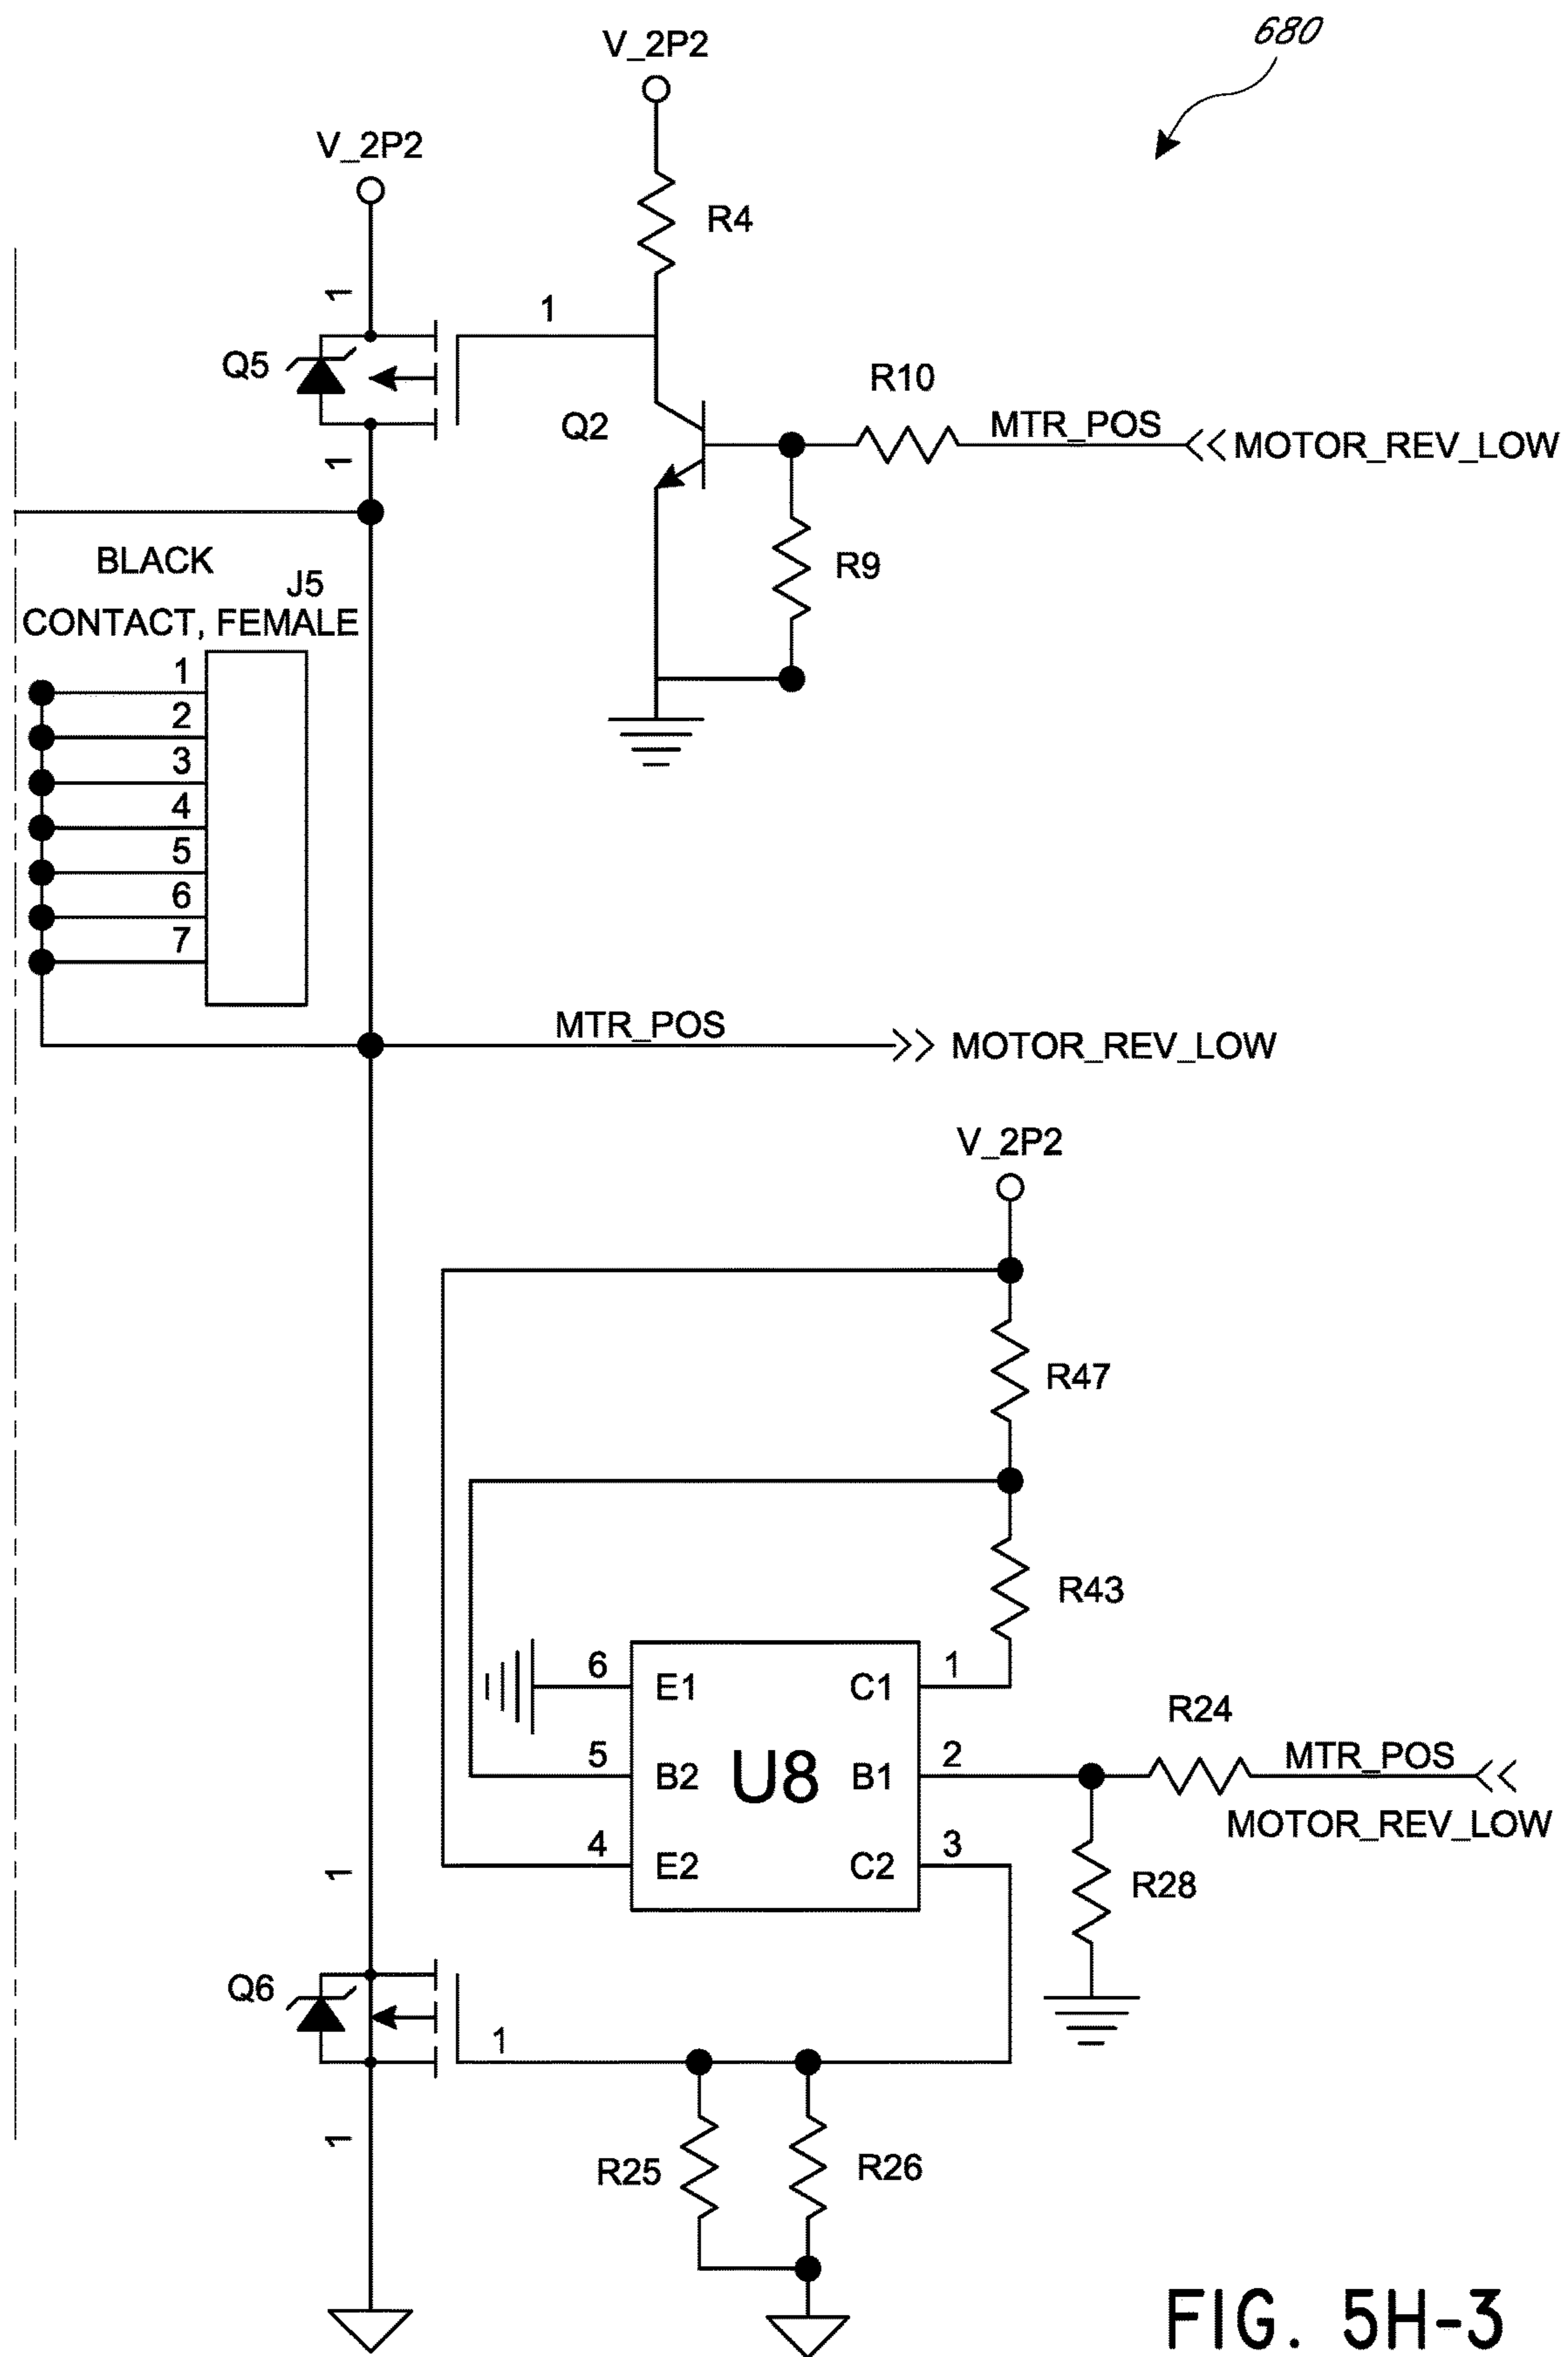 680
V_2P2
V_2P2
R4
1
1
Q5
R10
Q2
MTR_POS
MOTOR_REV_LOW
1
R9
BLACK
J5
CONTACT, FEMALE
1
2
3
4
5
6
7
MTR_POS
MOTOR_REV_LOW
V_2P2
R47
R43
6
E1
C1
1
R24
5
B2
U8
B1
2
MTR_POS
MOTOR_REV_LOW
4
E2
C2
3
1
R28
Q6
1
R25
R26
1
FIG. 5H-3